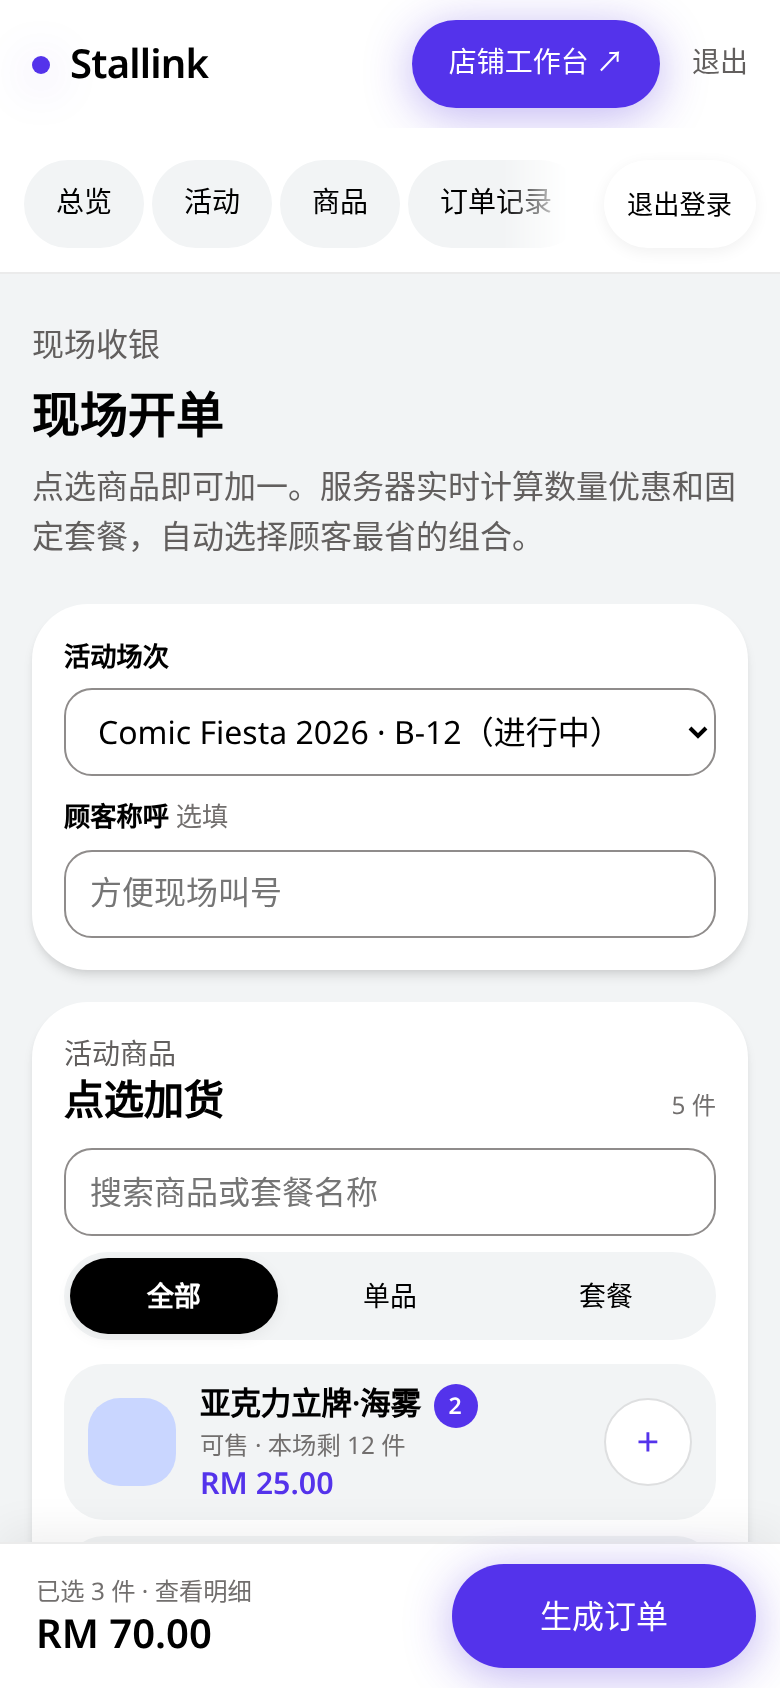 Stallink
店铺工作台 ↗
退出
总览
活动
商品
订单记录
退出登录
现场收银
现场开单
点选商品即可加一。服务器实时计算数量优惠和固
定套餐，自动选择顾客最省的组合。
活动场次
Comic Fiesta 2026 · B-12（进行中）
顾客称呼 选填
方便现场叫号
活动商品
点选加货
5 件
搜索商品或套餐名称
全部
单品
套餐
亚克力立牌·海雾 2
可售 · 本场剩 12 件
RM 25.00
+
已选 3 件 · 查看明细
RM 70.00
生成订单